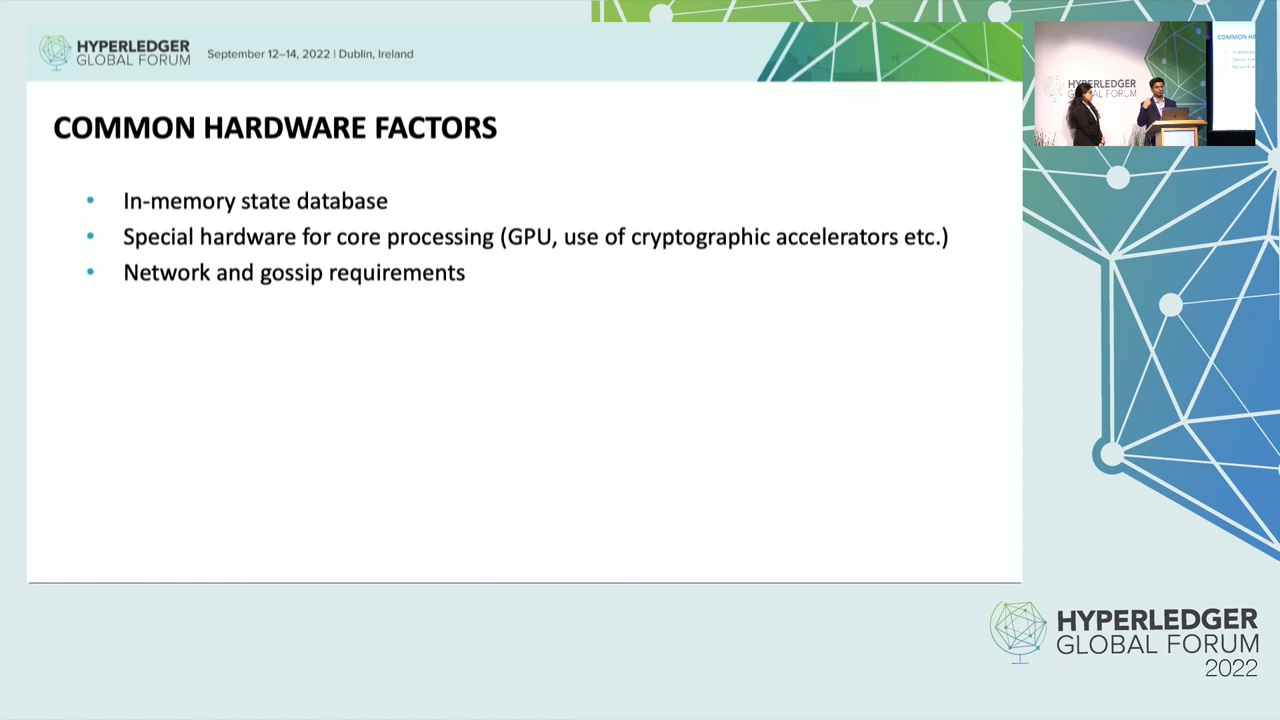 HYPERLEDGER
GLOBAL FORUM
September 12–14, 2022 | Dublin, Ireland
COMMON HARDWARE FACTORS
• In-memory state database
• Special hardware for core processing (GPU, use of cryptographic accelerators etc.)
• Network and gossip requirements
COMMON HA
HYPERLEDGER
GLOBAL FORUM
HYPERLEDGER
GLOBAL FORUM
2022